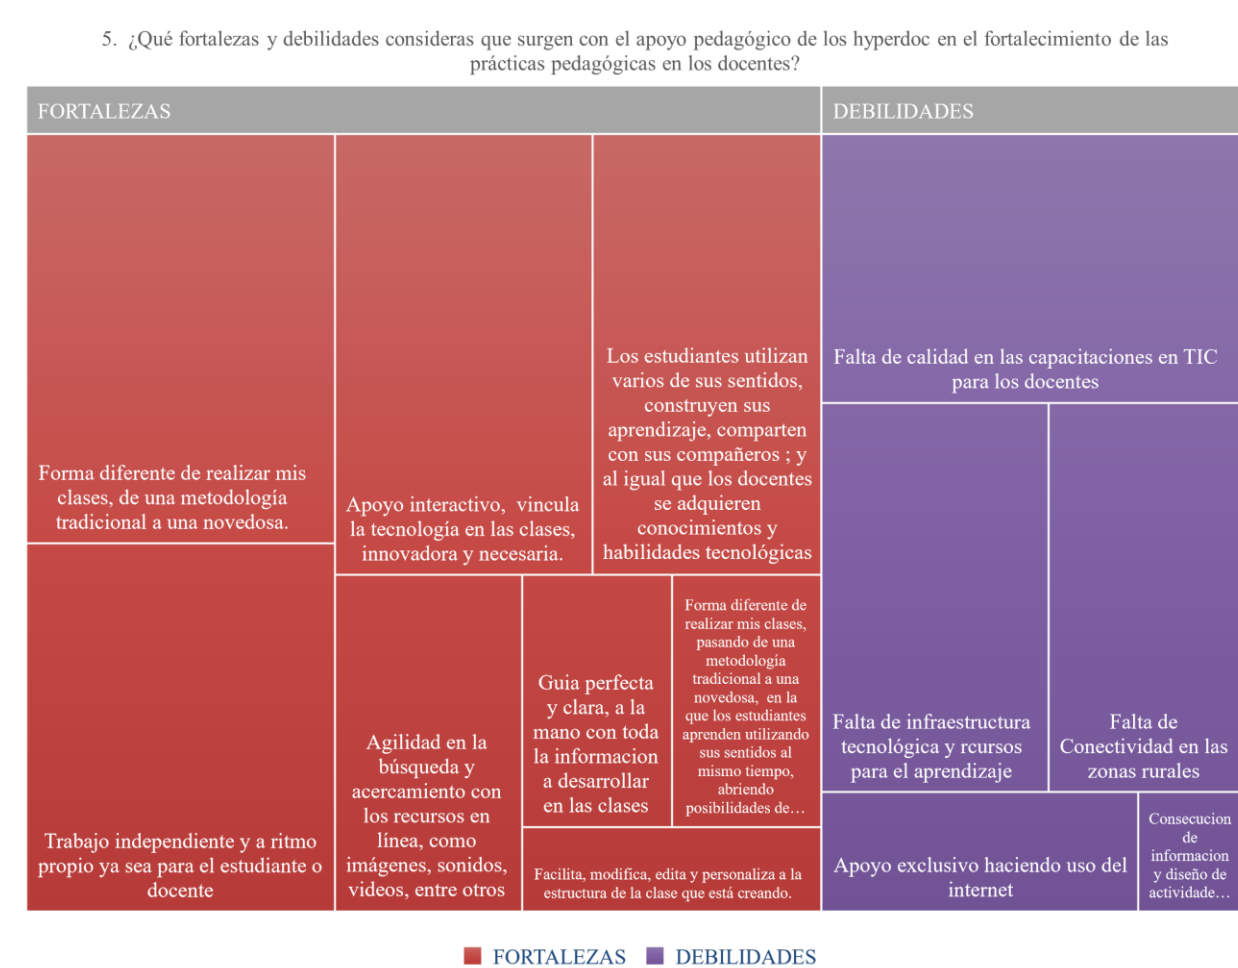 5. ¿Qué fortalezas y debilidades consideras que surgen con el apoyo pedagógico de los hyperdoc en el fortalecimiento de las
prácticas pedagógicas en los docentes?
FORTALEZAS
DEBILIDADES
Forma diferente de realizar mis
clases, de una metodología
tradicional a una novedosa.
Apoyo interactivo, vincula
la tecnología en las clases,
innovadora y necesaria.
Los estudiantes utilizan
varios de sus sentidos,
construyen sus
aprendizaje, comparten
con sus compañeros ; y
al igual que los docentes
se adquieren
conocimientos y
habilidades tecnológicas
Falta de calidad en las capacitaciones en TIC
para los docentes
Trabajo independiente y a ritmo
propio ya sea para el estudiante o
docente
Agilidad en la
búsqueda y
acercamiento con
los recursos en
línea, como
imágenes, sonidos,
videos, entre otros
Guia perfecta
y clara, a la
mano con toda
la informacion
a desarrollar
en las clases
Forma diferente de
realizar mis clases,
pasando de una
metodología
tradicional a una
novedosa, en la
que los estudiantes
aprenden utilizando
sus sentidos al
mismo tiempo,
abriendo
posibilidades de…
Facilita, modifica, edita y personaliza a la
estructura de la clase que está creando.
Falta de infraestructura
tecnológica y rcursos
para el aprendizaje
Falta de
Conectividad en las
zonas rurales
Apoyo exclusivo haciendo uso del
internet
Consecucion
de
informacion
y diseño de
actividade…
FORTALEZAS
DEBILIDADES